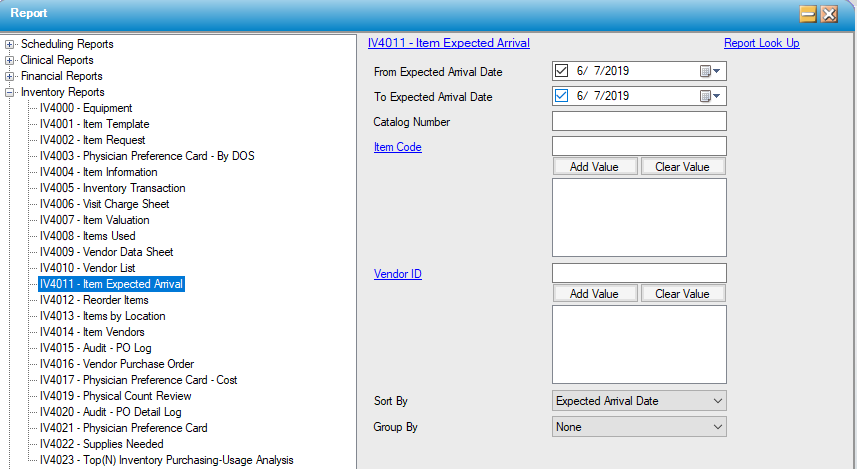 Report
Scheduling Reports
Clinical Reports
Financial Reports
Inventory Reports
IV4000 - Equipment
IV4001 - Item Template
IV4002 - Item Request
IV4003 - Physician Preference Card - By DOS
IV4004 - Item Information
IV4005 - Inventory Transaction
IV4006 - Visit Charge Sheet
IV4007 - Item Valuation
IV4008 - Items Used
IV4009 - Vendor Data Sheet
IV4010 - Vendor List
IV4011 - Item Expected Arrival
IV4012 - Reorder Items
IV4013 - Items by Location
IV4014 - Item Vendors
IV4015 - Audit - PO Log
IV4016 - Vendor Purchase Order
IV4017 - Physician Preference Card - Cost
IV4019 - Physical Count Review
IV4020 - Audit - PO Detail Log
IV4021 - Physician Preference Card
IV4022 - Supplies Needed
IV4023 - Top(N) Inventory Purchasing-Usage Analysis
IV4011 - Item Expected Arrival Report Look Up
From Expected Arrival Date 6/ 7/2019
To Expected Arrival Date 6/ 7/2019
Catalog Number
Item Code
Add Value Clear Value
Vendor ID
Add Value Clear Value
Sort By Expected Arrival Date
Group By None